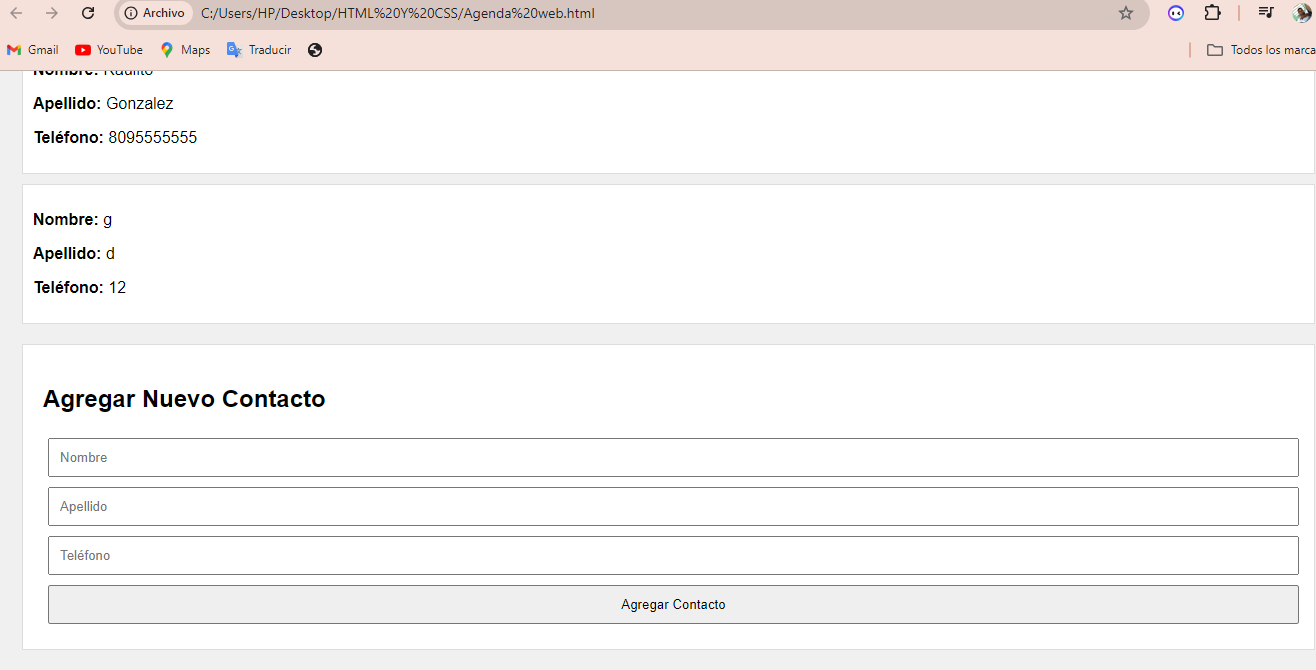 Archivo C:/Users/HP/Desktop/HTML%20Y%20CSS/Agenda%20web.html
Gmail YouTube Maps Traducir Todos los marca
Nombre: Raulito
Apellido: Gonzalez
Teléfono: 8095555555
Nombre: g
Apellido: d
Teléfono: 12
Agregar Nuevo Contacto
Nombre
Apellido
Teléfono
Agregar Contacto